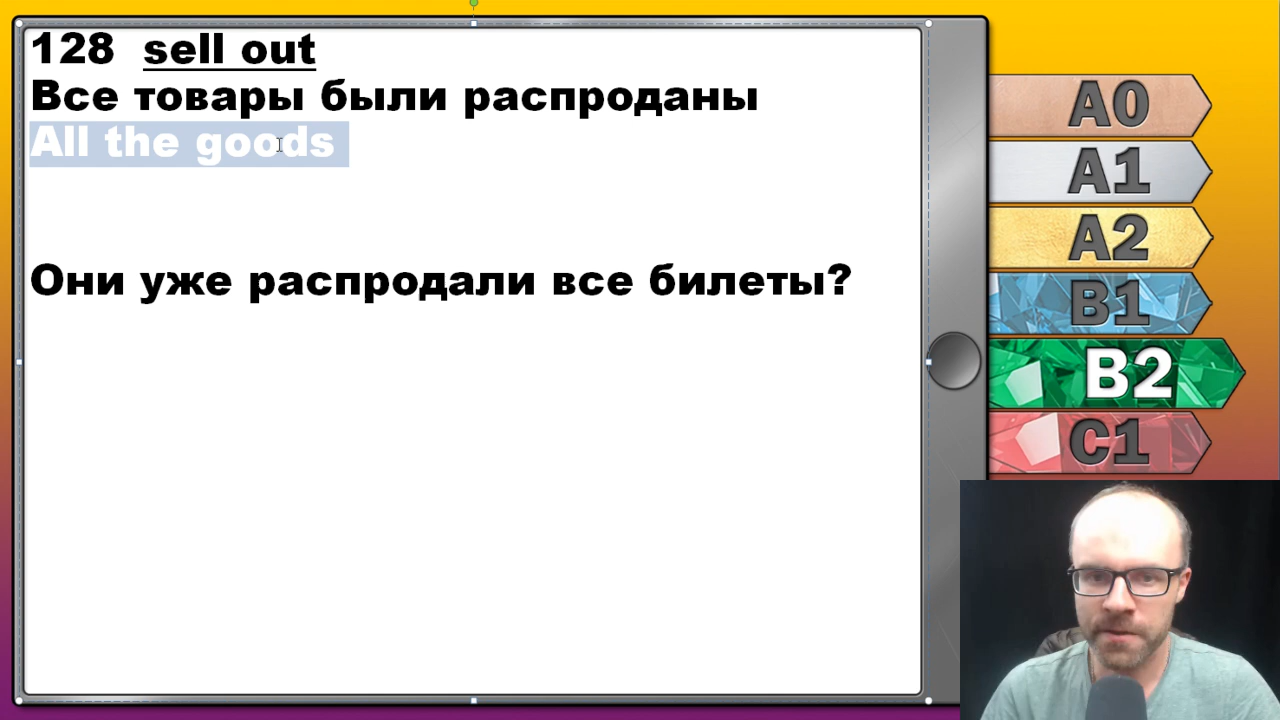 128 sell out
Все товары были распроданы
All the goods
Они уже распродали все билеты?
A0
A1
A2
B1
B2
C1